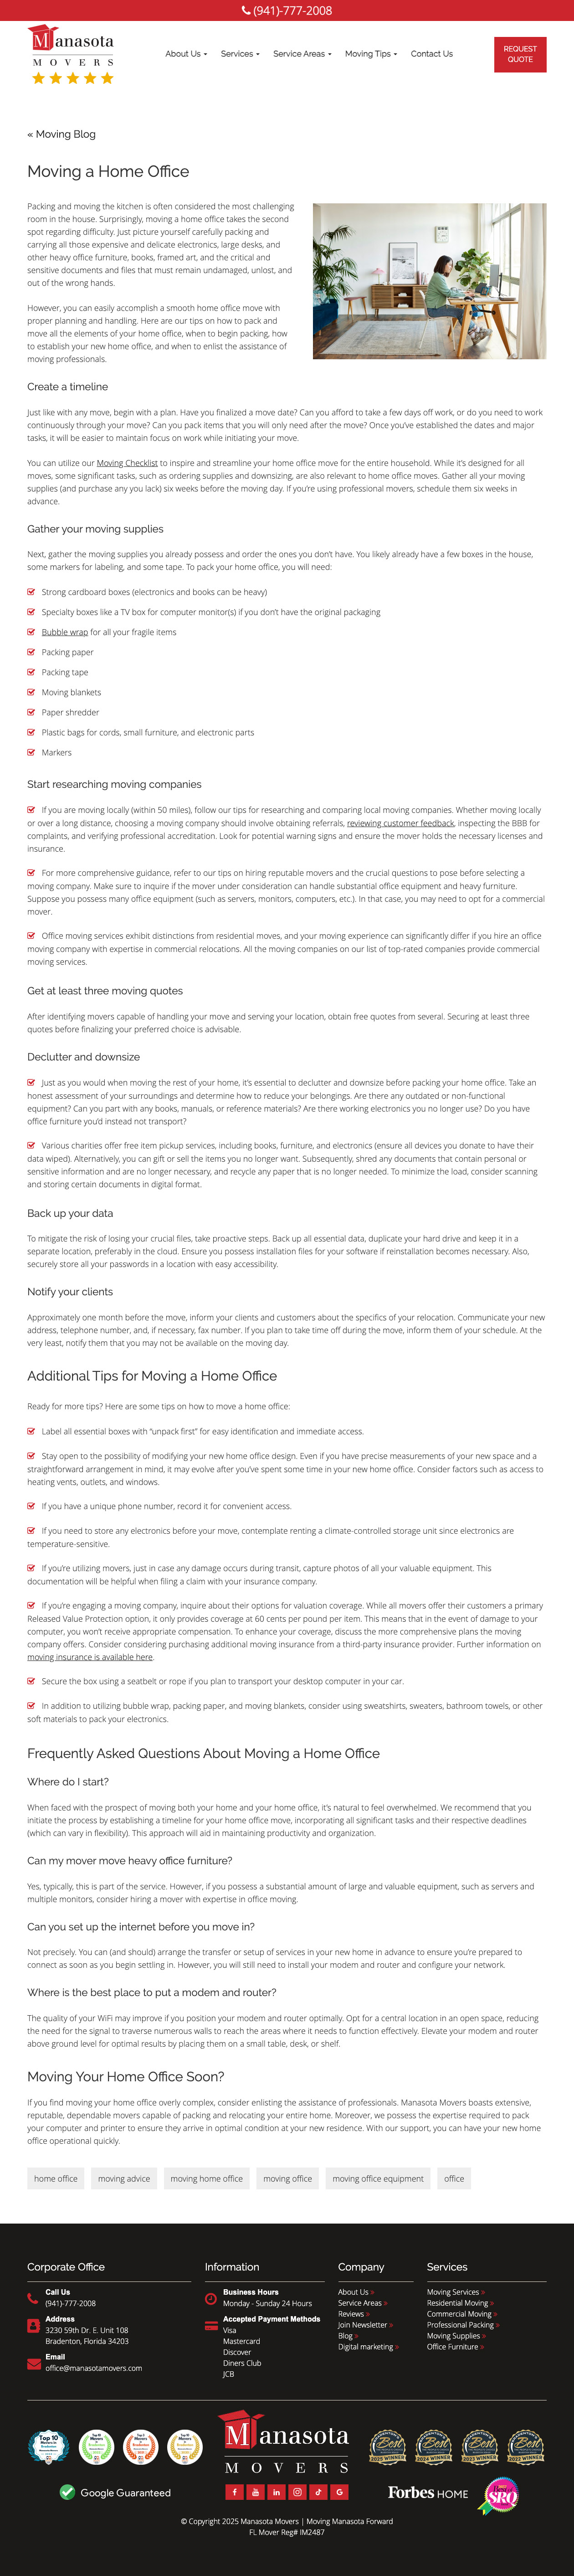 (941)-777-2008
Manasota
MOVERS
About Us
Services
Service Areas
Moving Tips
Contact Us
REQUEST
QUOTE
« Moving Blog
Moving a Home Office
Packing and moving the kitchen is often considered the most challenging
room in the house. Surprisingly, moving a home office takes the second
spot regarding difficulty. Just picture yourself carefully packing and
carrying all those expensive and delicate electronics, large desks, and
other heavy office furniture, books, framed art, and the critical and
sensitive documents and files that must remain undamaged, unlost, and
out of the wrong hands.
However, you can easily accomplish a smooth home office move with
proper planning and handling. Here are our tips on how to pack and
move all the elements of your home office, when to begin packing, how
to establish your new home office, and when to enlist the assistance of
moving professionals.
Create a timeline
Just like with any move, begin with a plan. Have you finalized a move date? Can you afford to take a few days off work, or do you need to work
continuously through your move? Can you pack items that you will only need after the move? Once you've established the dates and major
tasks, it will be easier to maintain focus on work while initiating your move.
You can utilize our Moving Checklist to inspire and streamline your home office move for the entire household. While it's designed for all
moves, some significant tasks, such as ordering supplies and downsizing, are also relevant to home office moves. Gather all your moving
supplies (and purchase any you lack) six weeks before the moving day. If you're using professional movers, schedule them six weeks in
advance.
Gather your moving supplies
Next, gather the moving supplies you already possess and order the ones you don't have. You likely already have a few boxes in the house,
some markers for labeling, and some tape. To pack your home office, you will need:
Strong cardboard boxes (electronics and books can be heavy)
Specialty boxes like a TV box for computer monitor(s) if you don't have the original packaging
Bubble wrap for all your fragile items
Packing paper
Packing tape
Moving blankets
Paper shredder
Plastic bags for cords, small furniture, and electronic parts
Markers
Start researching moving companies
If you are moving locally (within 50 miles), follow our tips for researching and comparing local moving companies. Whether moving locally
or over a long distance, choosing a moving company should involve obtaining referrals, reviewing customer feedback, inspecting the BBB for
complaints, and verifying professional accreditation. Look for potential warning signs and ensure the mover holds the necessary licenses and
insurance.
For more comprehensive guidance, refer to our tips on hiring reputable movers and the crucial questions to pose before selecting a
moving company. Make sure to inquire if the mover under consideration can handle substantial office equipment and heavy furniture.
Suppose you possess many office equipment (such as servers, monitors, computers, etc.). In that case, you may need to opt for a commercial
mover.
Office moving services exhibit distinctions from residential moves, and your moving experience can significantly differ if you hire an office
moving company with expertise in commercial relocations. All the moving companies on our list of top-rated companies provide commercial
moving services.
Get at least three moving quotes
After identifying movers capable of handling your move and serving your location, obtain free quotes from several. Securing at least three
quotes before finalizing your preferred choice is advisable.
Declutter and downsize
Just as you would when moving the rest of your home, it's essential to declutter and downsize before packing your home office. Take an
honest assessment of your surroundings and determine how to reduce your belongings. Are there any outdated or non-functional
equipment? Can you part with any books, manuals, or reference materials? Are there working electronics you no longer use? Do you have
office furniture you'd instead not transport?
Various charities offer free item pickup services, including books, furniture, and electronics (ensure all devices you donate to have their
data wiped). Alternatively, you can gift or sell the items you no longer want. Subsequently, shred any documents that contain personal or
sensitive information and are no longer necessary, and recycle any paper that is no longer needed. To minimize the load, consider scanning
and storing certain documents in digital format.
Back up your data
To mitigate the risk of losing your crucial files, take proactive steps. Back up all essential data, duplicate your hard drive and keep it in a
separate location, preferably in the cloud. Ensure you possess installation files for your software if reinstallation becomes necessary. Also,
securely store all your passwords in a location with easy accessibility.
Notify your clients
Approximately one month before the move, inform your clients and customers about the specifics of your relocation. Communicate your new
address, telephone number, and, if necessary, fax number. If you plan to take time off during the move, inform them of your schedule. At the
very least, notify them that you may not be available on the moving day.
Additional Tips for Moving a Home Office
Ready for more tips? Here are some tips on how to move a home office:
Label all essential boxes with "unpack first" for easy identification and immediate access.
Stay open to the possibility of modifying your new home office design. Even if you have precise measurements of your new space and a
straightforward arrangement in mind, it may evolve after you've spent some time in your new home office. Consider factors such as access to
heating vents, outlets, and windows.
If you have a unique phone number, record it for convenient access.
If you need to store any electronics before your move, contemplate renting a climate-controlled storage unit since electronics are
temperature-sensitive.
If you're utilizing movers, just in case any damage occurs during transit, capture photos of all your valuable equipment. This
documentation will be helpful when filing a claim with your insurance company.
If you're engaging a moving company, inquire about their options for valuation coverage. While all movers offer their customers a primary
Released Value Protection option, it only provides coverage at 60 cents per pound per item. This means that in the event of damage to your
computer, you won't receive appropriate compensation. To enhance your coverage, discuss the more comprehensive plans the moving
company offers. Consider considering purchasing additional moving insurance from a third-party insurance provider. Further information on
moving insurance is available here.
Secure the box using a seatbelt or rope if you plan to transport your desktop computer in your car.
In addition to utilizing bubble wrap, packing paper, and moving blankets, consider using sweatshirts, sweaters, bathroom towels, or other
soft materials to pack your electronics.
Frequently Asked Questions About Moving a Home Office
Where do I start?
When faced with the prospect of moving both your home and your home office, it's natural to feel overwhelmed. We recommend that you
initiate the process by establishing a timeline for your home office move, incorporating all significant tasks and their respective deadlines
(which can vary in flexibility). This approach will aid in maintaining productivity and organization.
Can my mover move heavy office furniture?
Yes, typically, this is part of the service. However, if you possess a substantial amount of large and valuable equipment, such as servers and
multiple monitors, consider hiring a mover with expertise in office moving.
Can you set up the internet before you move in?
Not precisely. You can (and should) arrange the transfer or setup of services in your new home in advance to ensure you're prepared to
connect as soon as you begin settling in. However, you will still need to install your modem and router and configure your network.
Where is the best place to put a modem and router?
The quality of your WiFi may improve if you position your modem and router optimally. Opt for a central location in an open space, reducing
the need for the signal to traverse numerous walls to reach the areas where it needs to function effectively. Elevate your modem and router
above ground level for optimal results by placing them on a small table, desk, or shelf.
Moving Your Home Office Soon?
If you find moving your home office overly complex, consider enlisting the assistance of professionals. Manasota Movers boasts extensive,
reputable, dependable movers capable of packing and relocating your entire home. Moreover, we possess the expertise required to pack
your computer and printer to ensure they arrive in optimal condition at your new residence. With our support, you can have your new home
office operational quickly.
home office
moving advice
moving home office
moving office
moving office equipment
office
Corporate Office
Call Us
(941)-777-2008
Address
3230 59th Dr. E. Unit 108
Bradenton, Florida 34203
Email
office@manasotamovers.com
Information
Business Hours
Monday - Sunday 24 Hours
Accepted Payment Methods
Visa
Mastercard
Discover
Diners Club
JCB
Company
About Us »
Service Areas »
Reviews »
Join Newsletter »
Blog »
Digital marketing »
Services
Moving Services »
Residential Moving »
Commercial Moving »
Professional Packing »
Moving Supplies »
Office Furniture »
Top 10
Manasota
MOVERS
Best
2025 WINNER
Best
2024 WINNER
Best
2023 WINNER
Best
Google Guaranteed
Forbes HOME
SRQ
© Copyright 2025 Manasota Movers | Moving Manasota Forward
FL Mover Reg# IM2487